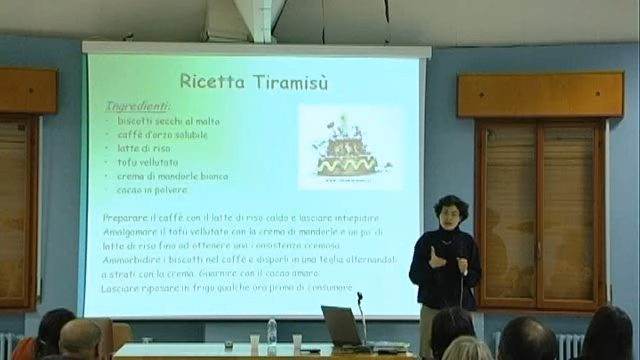 Ricetta Tiramisù
Ingredienti:
- biscotti secchi al malto
- caffè d'orzo solubile
- latte di riso
- tofu vellutato
- crema di mandorle bianca
- cacao in polvere
Preparare il caffè con il latte di riso caldo e lasciare intiepidire.
Amalgamare il tofu vellutato con la crema di mandorle e un po' di
latte di riso fino ad ottenere una consistenza cremosa.
Ammorbidire i biscotti nel caffè e disporli in una teglia alternandoli
a strati con la crema. Guarnire con il cacao amaro.
Lasciare riposare in frigo qualche ora prima di consumare